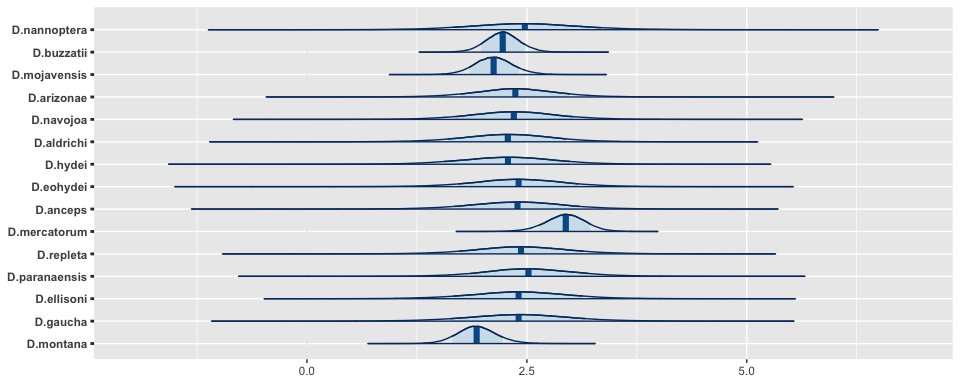 D.nannoptera
D.buzzatii
D.mojavensis
D.arizonae
D.navojoa
D.aldrichi
D.hydei
D.eohydei
D.anceps
D.mercatorum
D.repleta
D.paranaensis
D.ellisoni
D.gaucha
D.montana
0.0 2.5 5.0